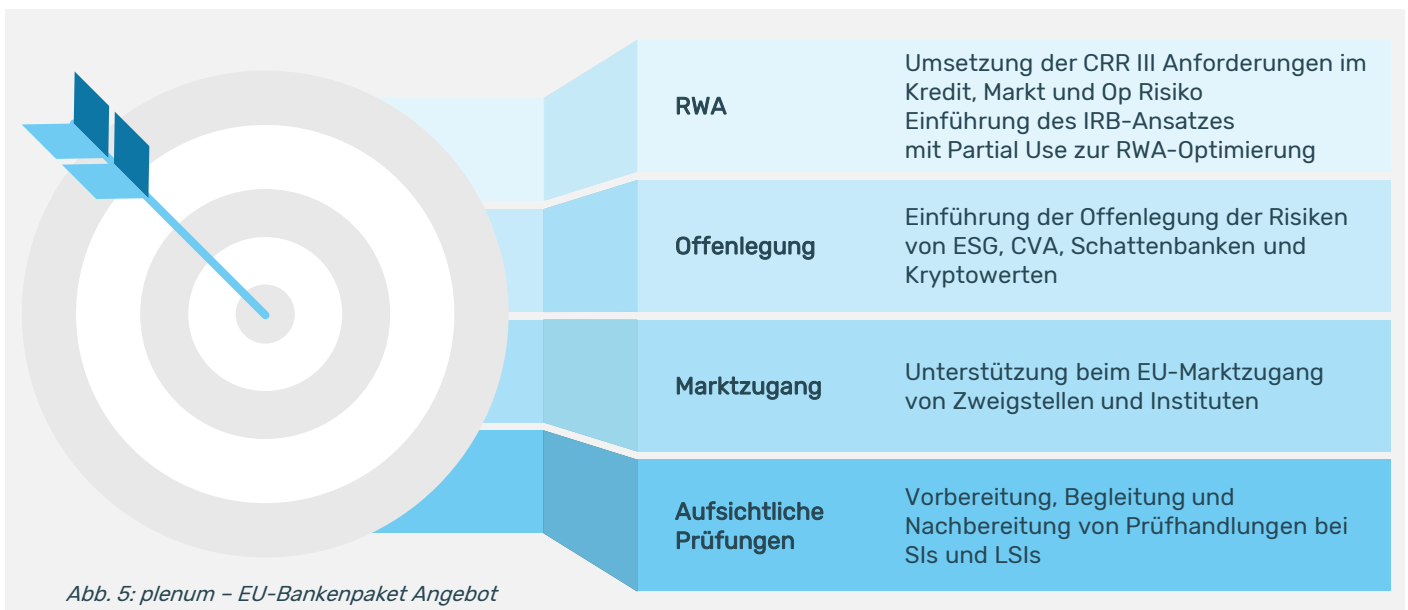 RWA
Umsetzung der CRR III Anforderungen im
Kredit, Markt und Op Risiko
Einführung des IRB-Ansatzes
mit Partial Use zur RWA-Optimierung
Offenlegung
Einführung der Offenlegung der Risiken
von ESG, CVA, Schattenbanken und
Kryptowerten
Marktzugang
Unterstützung beim EU-Marktzugang
von Zweigstellen und Instituten
Aufsichtliche
Prüfungen
Vorbereitung, Begleitung und
Nachbereitung von Prüfhandlungen bei
SIs und LSIs
Abb. 5: plenum – EU-Bankenpaket Angebot